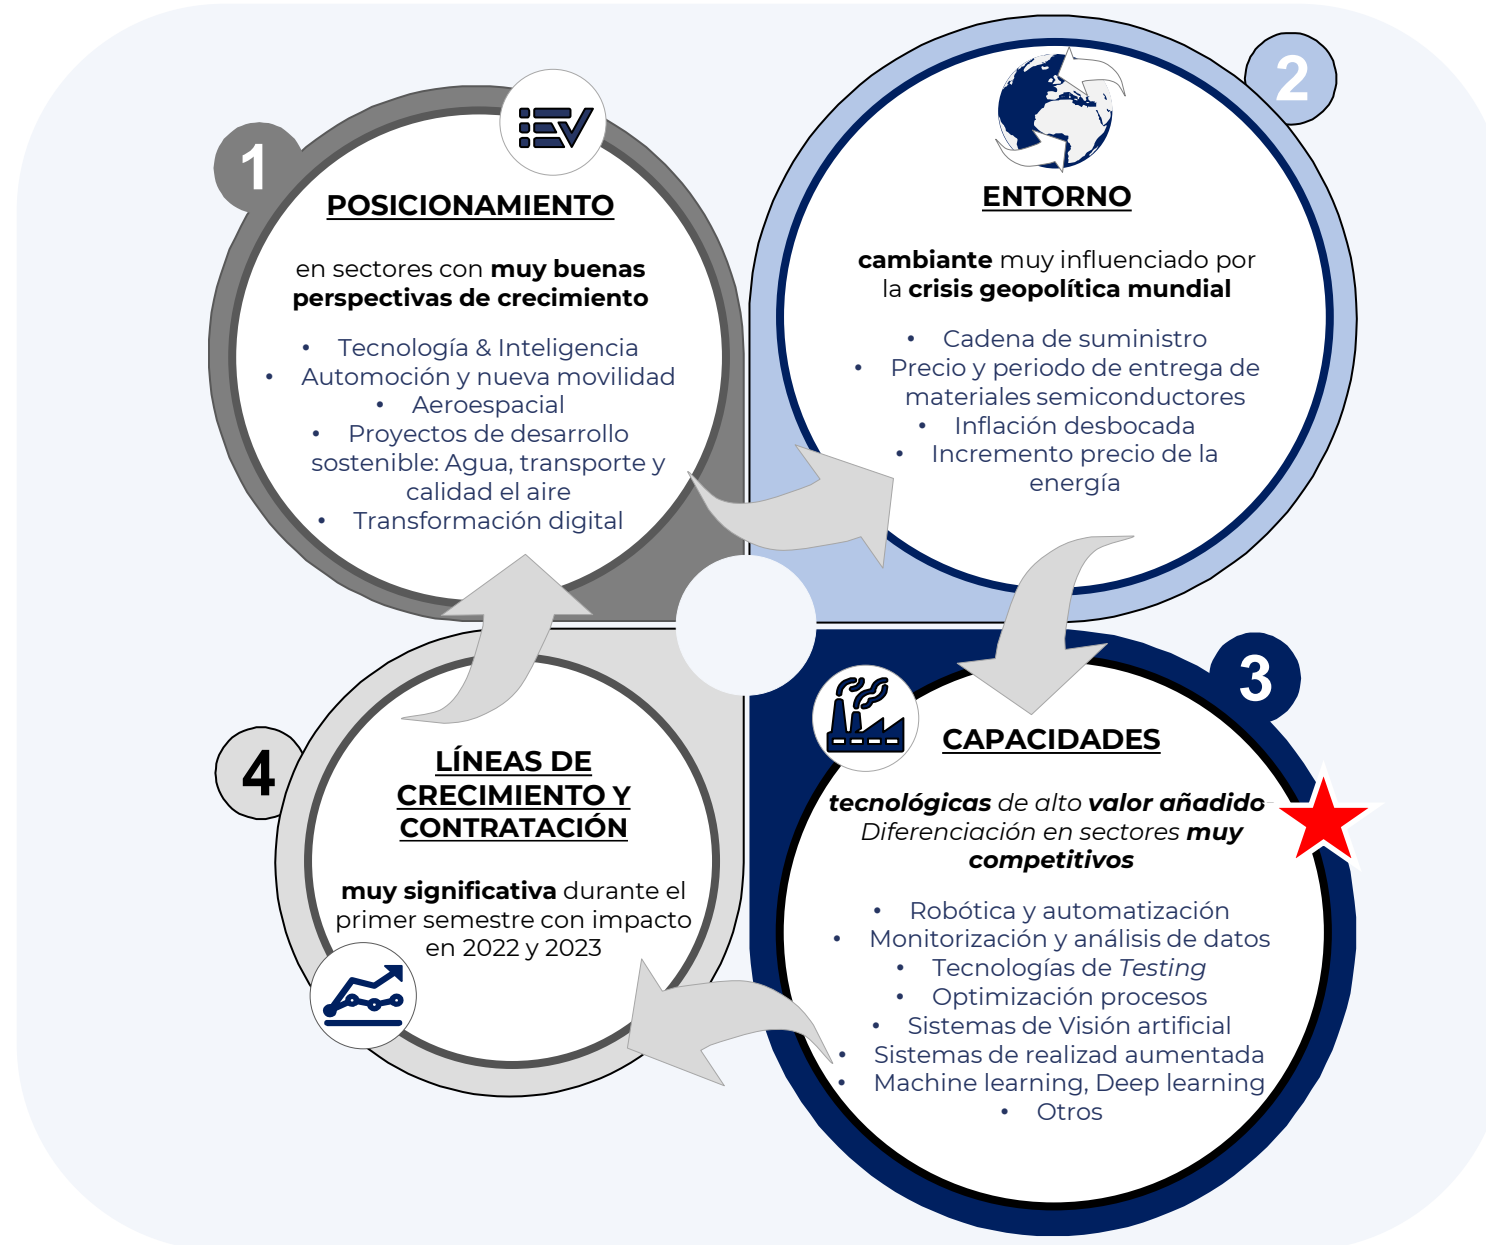 1
POSICIONAMIENTO
en sectores con muy buenas
perspectivas de crecimiento
• Tecnología & Inteligencia
• Automoción y nueva movilidad
• Aeroespacial
• Proyectos de desarrollo
sostenible: Agua, transporte y
calidad el aire
• Transformación digital
2
ENTORNO
cambiante muy influenciado por
la crisis geopolítica mundial
• Cadena de suministro
• Precio y periodo de entrega de
materiales semiconductores
• Inflación desbocada
• Incremento precio de la
energía
3
CAPACIDADES
tecnológicas de alto valor añadido
Diferenciación en sectores muy
competitivos
• Robótica y automatización
• Monitorización y análisis de datos
• Tecnologías de Testing
• Optimización procesos
• Sistemas de Visión artificial
• Sistemas de realizad aumentada
• Machine learning, Deep learning
• Otros
4
LÍNEAS DE
CRECIMIENTO Y
CONTRATACIÓN
muy significativa durante el
primer semestre con impacto
en 2022 y 2023